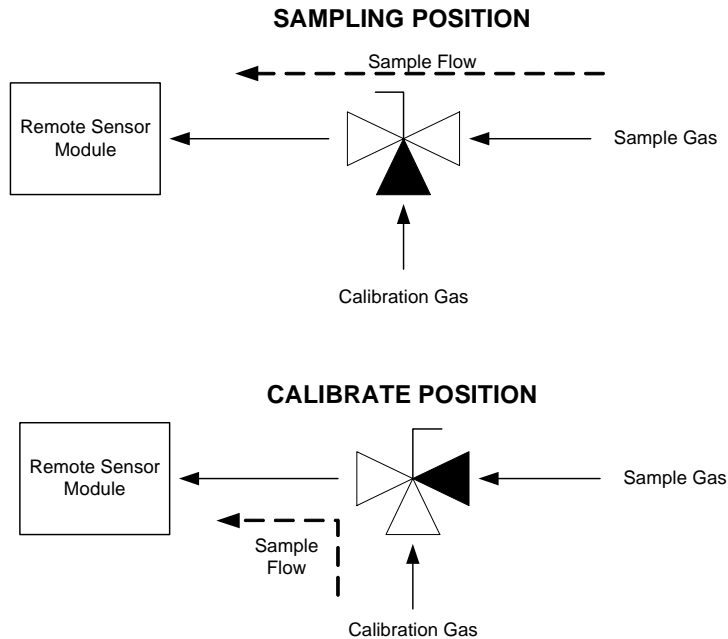 SAMPLING POSITION
Sample Flow
Remote Sensor
Module
Sample Gas
Calibration Gas
CALIBRATE POSITION
Remote Sensor
Module
Sample Gas
Sample
Flow
Calibration Gas